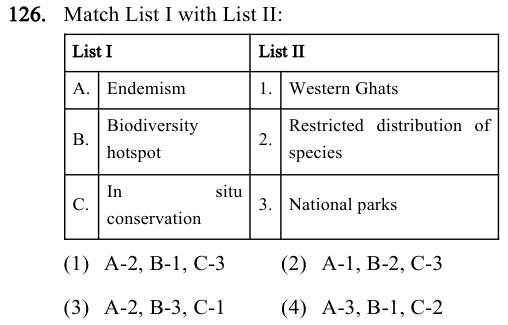 126. Match List I with List II:
List I List II
A. Endemism 1. Western Ghats
B. Biodiversity hotspot 2. Restricted distribution of species
C. In situ conservation 3. National parks
(1) A-2, B-1, C-3 (2) A-1, B-2, C-3
(3) A-2, B-3, C-1 (4) A-3, B-1, C-2